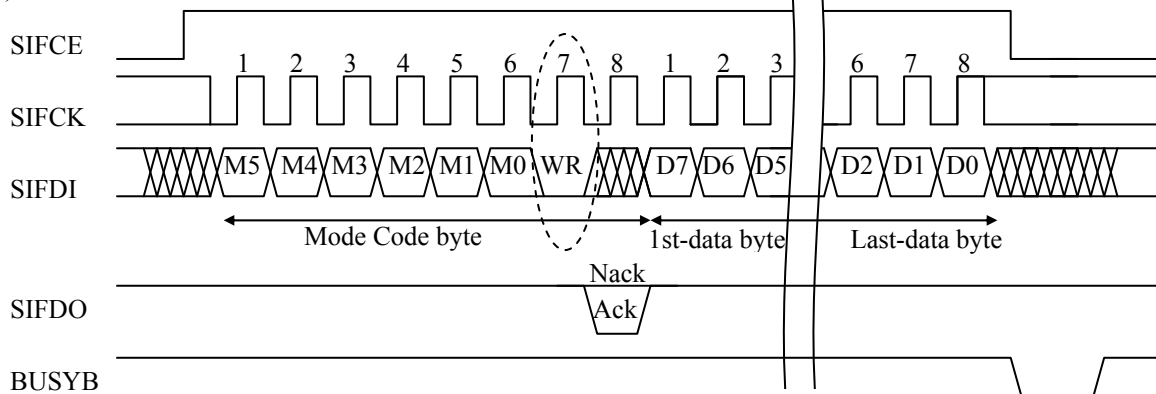 SIFCE
1 2 3 4 5 6 7 8 1 2 3 6 7 8
SIFCK
M5 M4 M3 M2 M1 M0 WR D7 D6 D5 D2 D1 D0
SIFDI
Mode Code byte 1st-data byte Last-data byte
Nack
SIFDO Ack
BUSYB